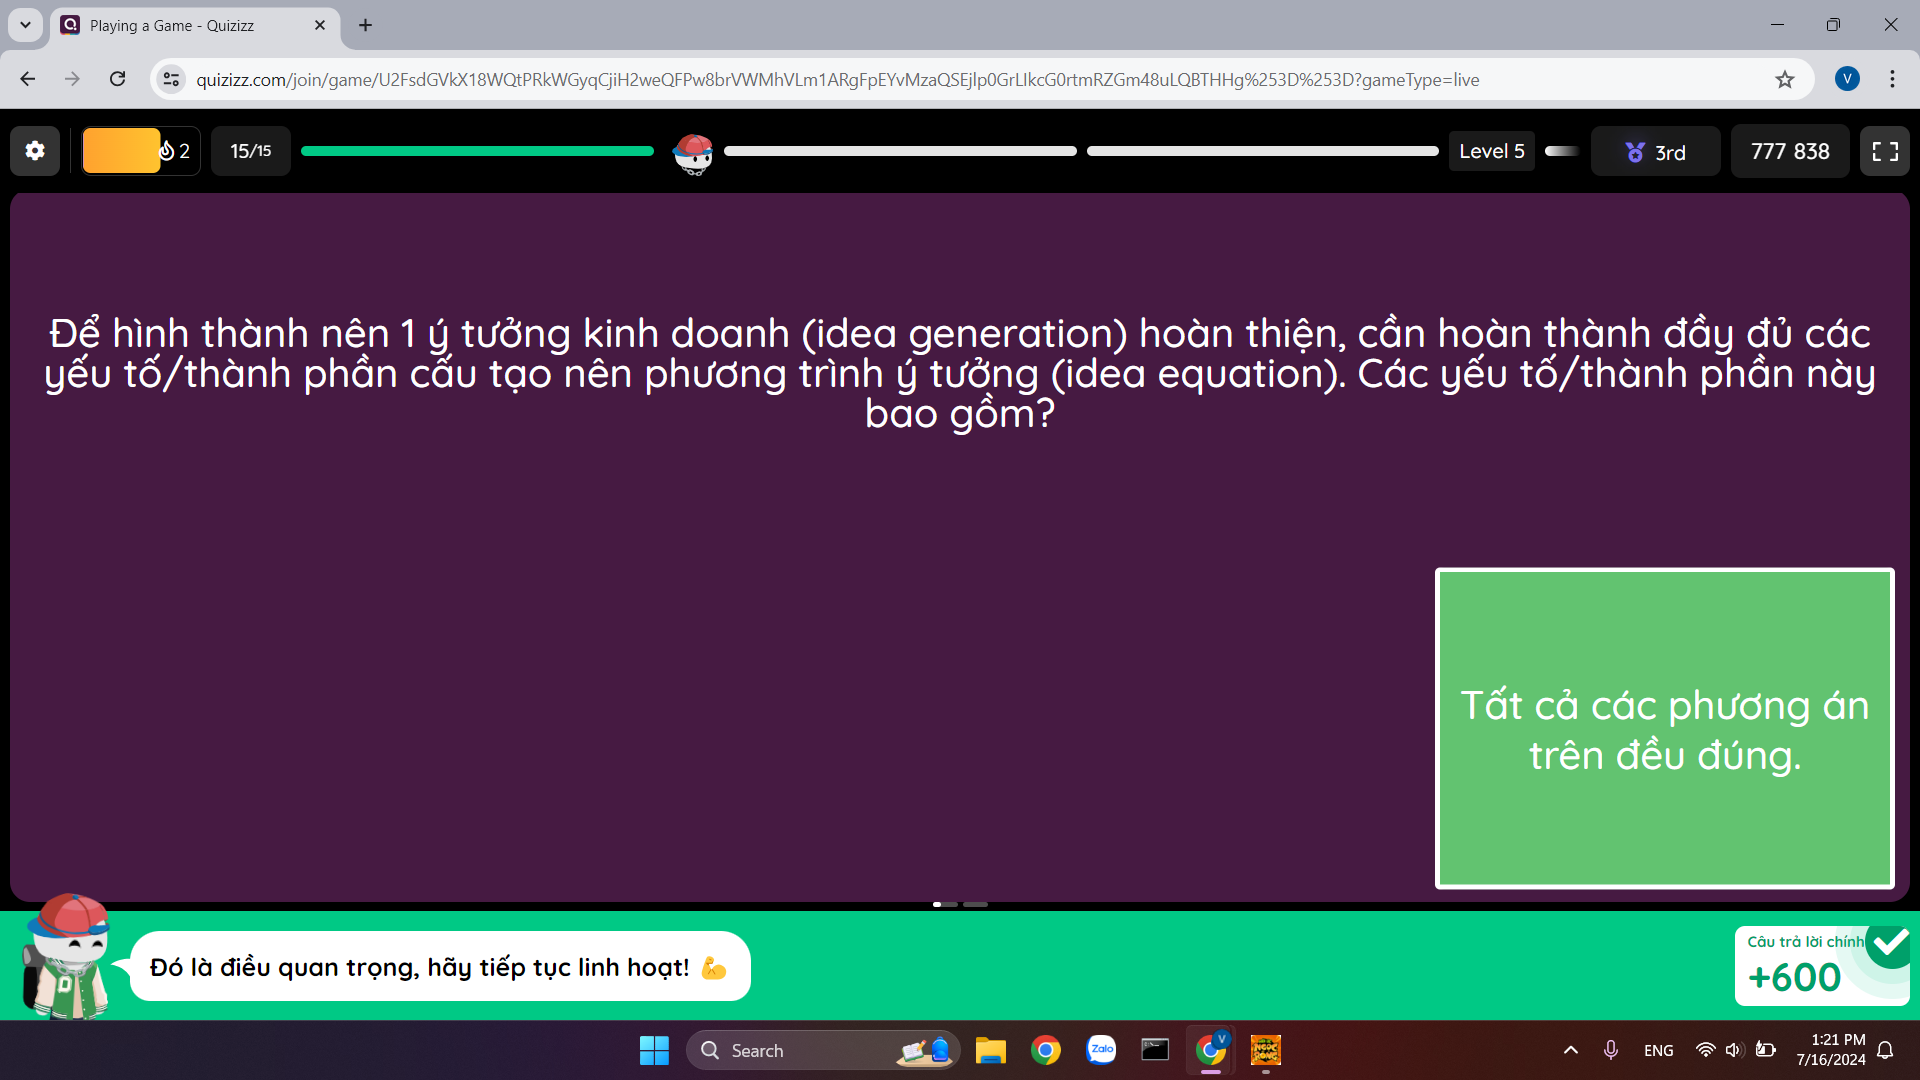 Playing a Game - Quizizz
quizizz.com/join/game/U2FsdGVkX18WQtPRkWGyqCjiH2weQFPw8brVWMhVLm1ARgFpEYvMzaQSEjlp0GrLIkcG0rtmRZGm48uLQBTHHg%253D%253D?gameType=live
V
2
15/15
Level 5
3rd
777 838
Để hình thành nên 1 ý tưởng kinh doanh (idea generation) hoàn thiện, cần hoàn thành đầy đủ các
yếu tố/thành phần cấu tạo nên phương trình ý tưởng (idea equation). Các yếu tố/thành phần này
bao gồm?
Tất cả các phương án
trên đều đúng.
Đó là điều quan trọng, hãy tiếp tục linh hoạt! 💪
Câu trả lời chính
+600
Search
Zalo
V
NGỌC
RỒNG
ENG
1:21 PM
7/16/2024